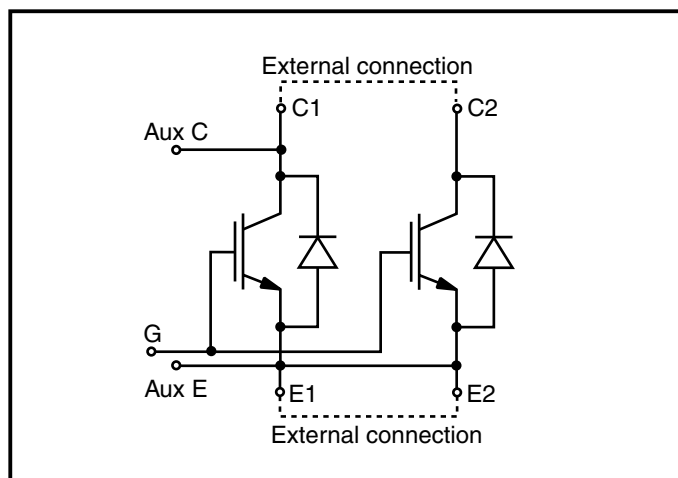 External connection
C1
C2
Aux C
G
Aux E
E1
E2
External connection